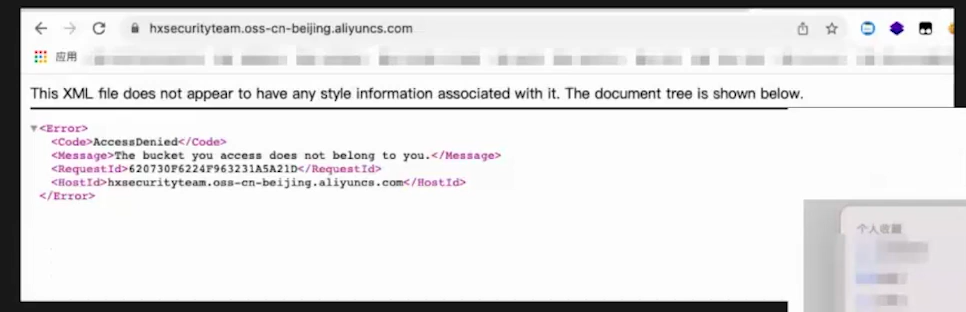 hxsecurityteam.oss-cn-beijing.aliyuncs.com
应用
This XML file does not appear to have any style information associated with it. The document tree is shown below.
▼<Error>
<Code>AccessDenied</Code>
<Message>The bucket you access does not belong to you.</Message>
<RequestId>620730F6224F963231A5A21D</RequestId>
<HostId>hxsecurityteam.oss-cn-beijing.aliyuncs.com</HostId>
</Error>
个人收藏